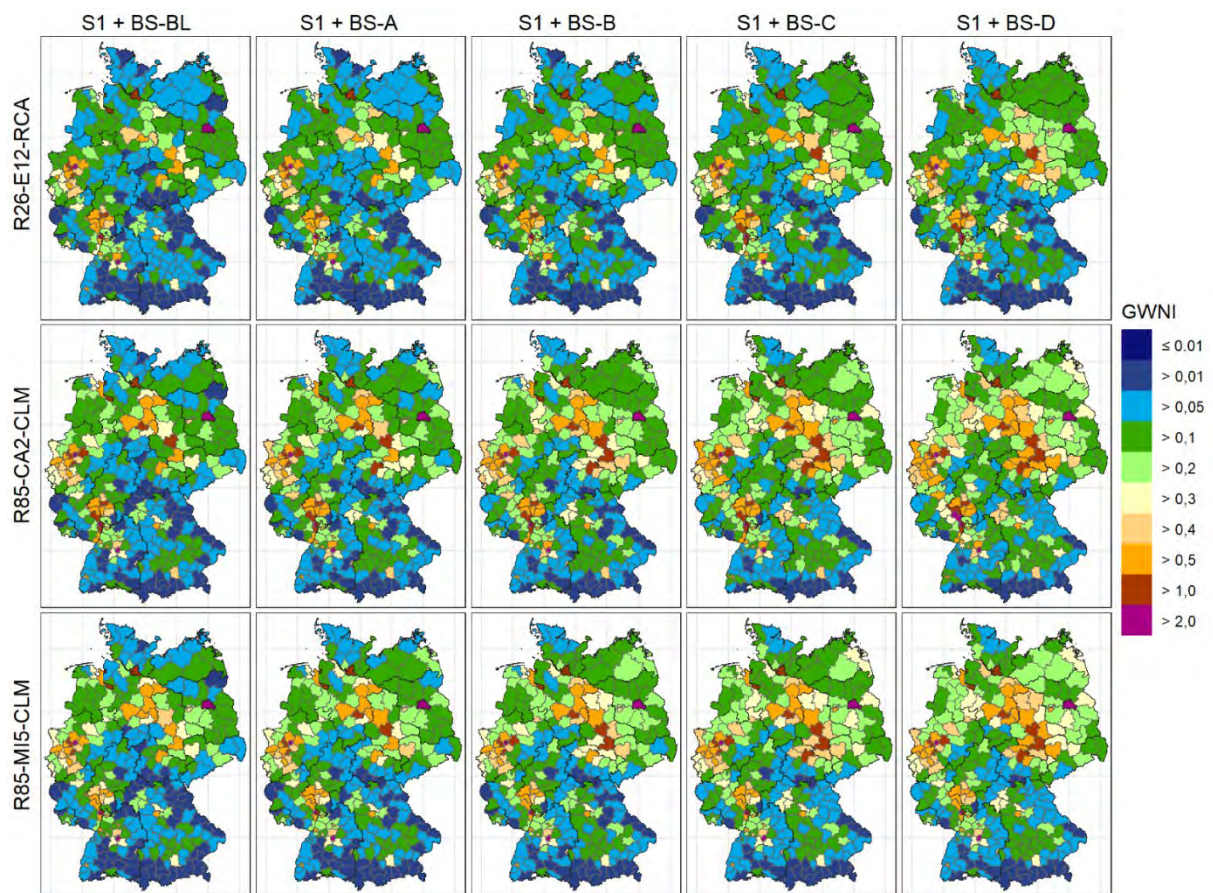 S1 + BS-BL
S1 + BS-A
S1 + BS-B
S1 + BS-C
S1 + BS-D
R26-E12-RCA
R85-CA2-CLM
R85-MI5-CLM
GWNI
≤ 0.01
> 0,01
> 0,05
> 0,1
> 0,2
> 0,3
> 0,4
> 0,5
> 1,0
> 2,0